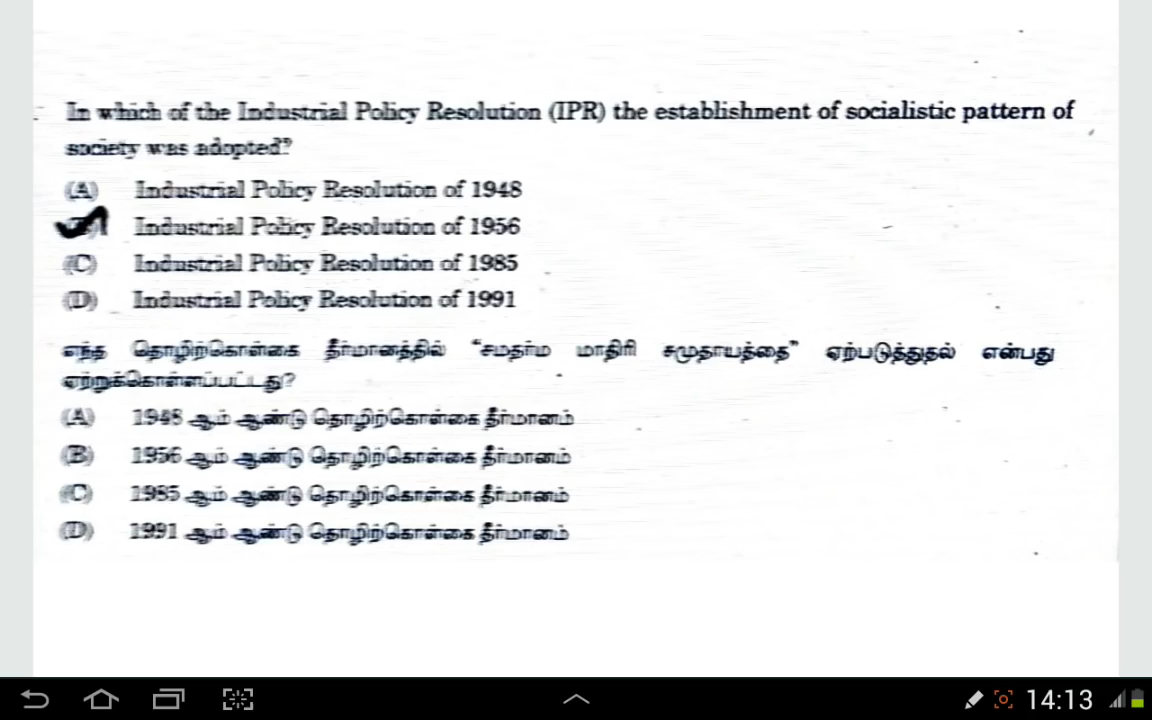 In which of the Industrial Policy Resolution (IPR) the establishment of socialistic pattern of
society was adopted?
(A) Industrial Policy Resolution of 1948
Industrial Policy Resolution of 1956
(C) Industrial Policy Resolution of 1985
(D) Industrial Policy Resolution of 1991
எந்த தொழிற்கொள்கை தீர்மானத்தில் "சமதர்ம மாதிரி சமுதாயத்தை" ஏற்படுத்துதல் என்பது
ஏற்றுக்கொள்ளப்பட்டது?
(A) 1948 ஆம் ஆண்டு தொழிற்கொள்கை தீர்மானம்
(B) 1956 ஆம் ஆண்டு தொழிற்கொள்கை தீர்மானம்
(C) 1985 ஆம் ஆண்டு தொழிற்கொள்கை தீர்மானம்
(D) 1991 ஆம் ஆண்டு தொழிற்கொள்கை தீர்மானம்
14:13